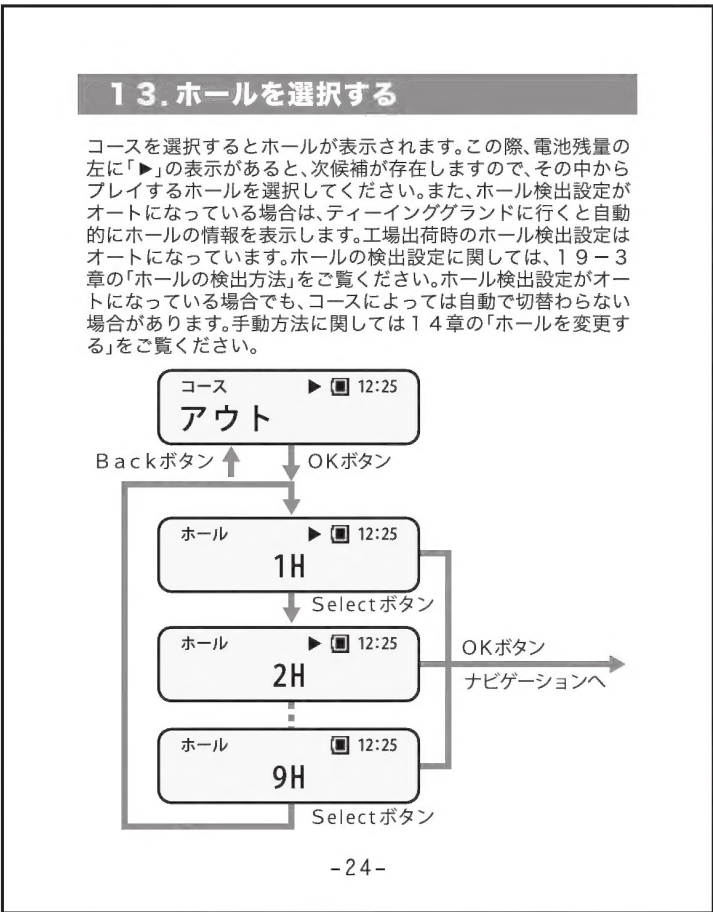 13.ホールを選択する
コースを選択するとホールが表示されます。この際、電池残量の
左に「▶」の表示があると、次候補が存在しますので、その中から
プレイするホールを選択してください。また、ホール検出設定が
オートになっている場合は、ティーインググランドに行くと自動
的にホールの情報を表示します。工場出荷時のホール検出設定は
オートになっています。ホールの検出設定に関しては、19－3
章の「ホールの検出方法」をご覧ください。ホール検出設定がオー
トになっている場合でも、コースによっては自動で切替わらない
場合があります。手動方法に関しては14章の「ホールを変更す
る」をご覧ください。
コース ▶ 12:25
アウト
Backボタン OKボタン
ホール ▶ 12:25
1H
Selectボタン
ホール ▶ 12:25
2H
OKボタン
ナビゲーションへ
ホール 12:25
9H
Selectボタン
-24-